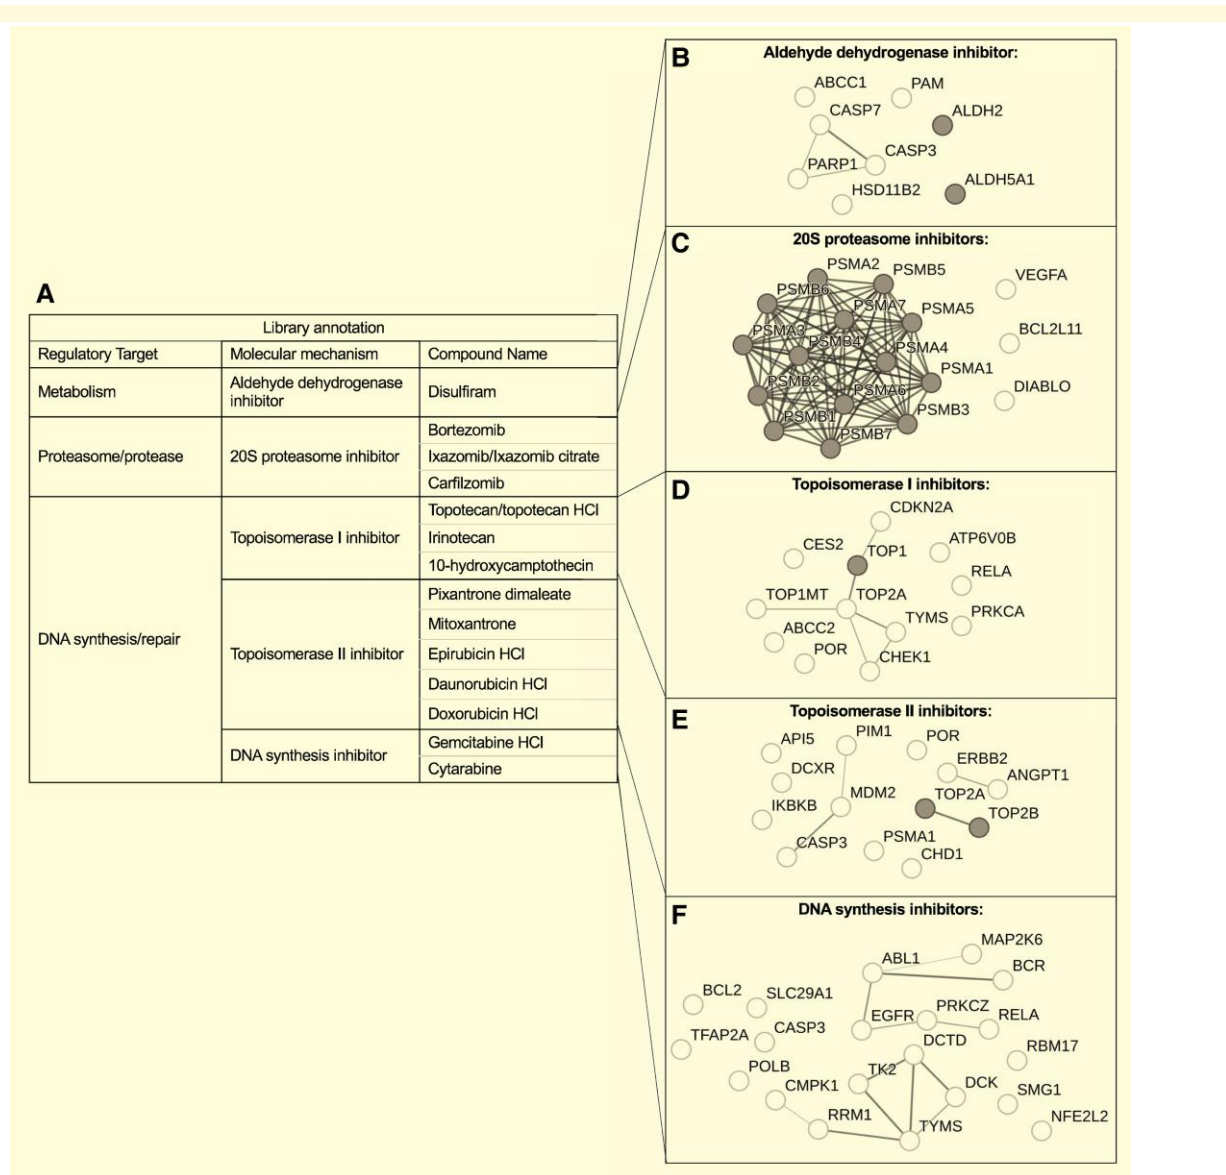 A
Library annotation
Regulatory Target Molecular mechanism Compound Name
Metabolism Aldehyde dehydrogenase inhibitor Disulfiram
Proteasome/protease 20S proteasome inhibitor Bortezomib
Ixazomib/Ixazomib citrate
Carfilzomib
DNA synthesis/repair Topoisomerase I inhibitor Topotecan/topotecan HCl
Irinotecan
10-hydroxycamptothecin
Topoisomerase II inhibitor Pixantrone dimaleate
Mitoxantrone
Epirubicin HCl
Daunorubicin HCl
Doxorubicin HCl
DNA synthesis inhibitor Gemcitabine HCl
Cytarabine
B Aldehyde dehydrogenase inhibitor:
ABCC1 PAM
CASP7 ALDH2
CASP3
PARP1
HSD11B2 ALDH5A1
C 20S proteasome inhibitors:
PSMA2 PSMB5 VEGFA
PSMB6
PSMA7 PSMA5
PSMA3 PSMB4 BCL2L11
PSMA4
PSMA1
PSMB2 PSMA6 DIABLO
PSMB1 PSMB3
PSMB7
D Topoisomerase I inhibitors:
CDKN2A
CES2 TOP1 ATP6V0B
RELA
TOP1MT TOP2A
TYMS PRKCA
ABCC2
POR CHEK1
E Topoisomerase II inhibitors:
API5 PIM1 POR
DCXR ERBB2
ANGPT1
IKBKB MDM2 TOP2A
TOP2B
CASP3 PSMA1
CHD1
F DNA synthesis inhibitors:
MAP2K6
ABL1 BCR
BCL2 SLC29A1
EGFR PRKCZ RELA
TFAP2A CASP3 DCTD
RBM17
POLB TK2
CMPK1 DCK SMG1
RRM1 TYMS NFE2L2